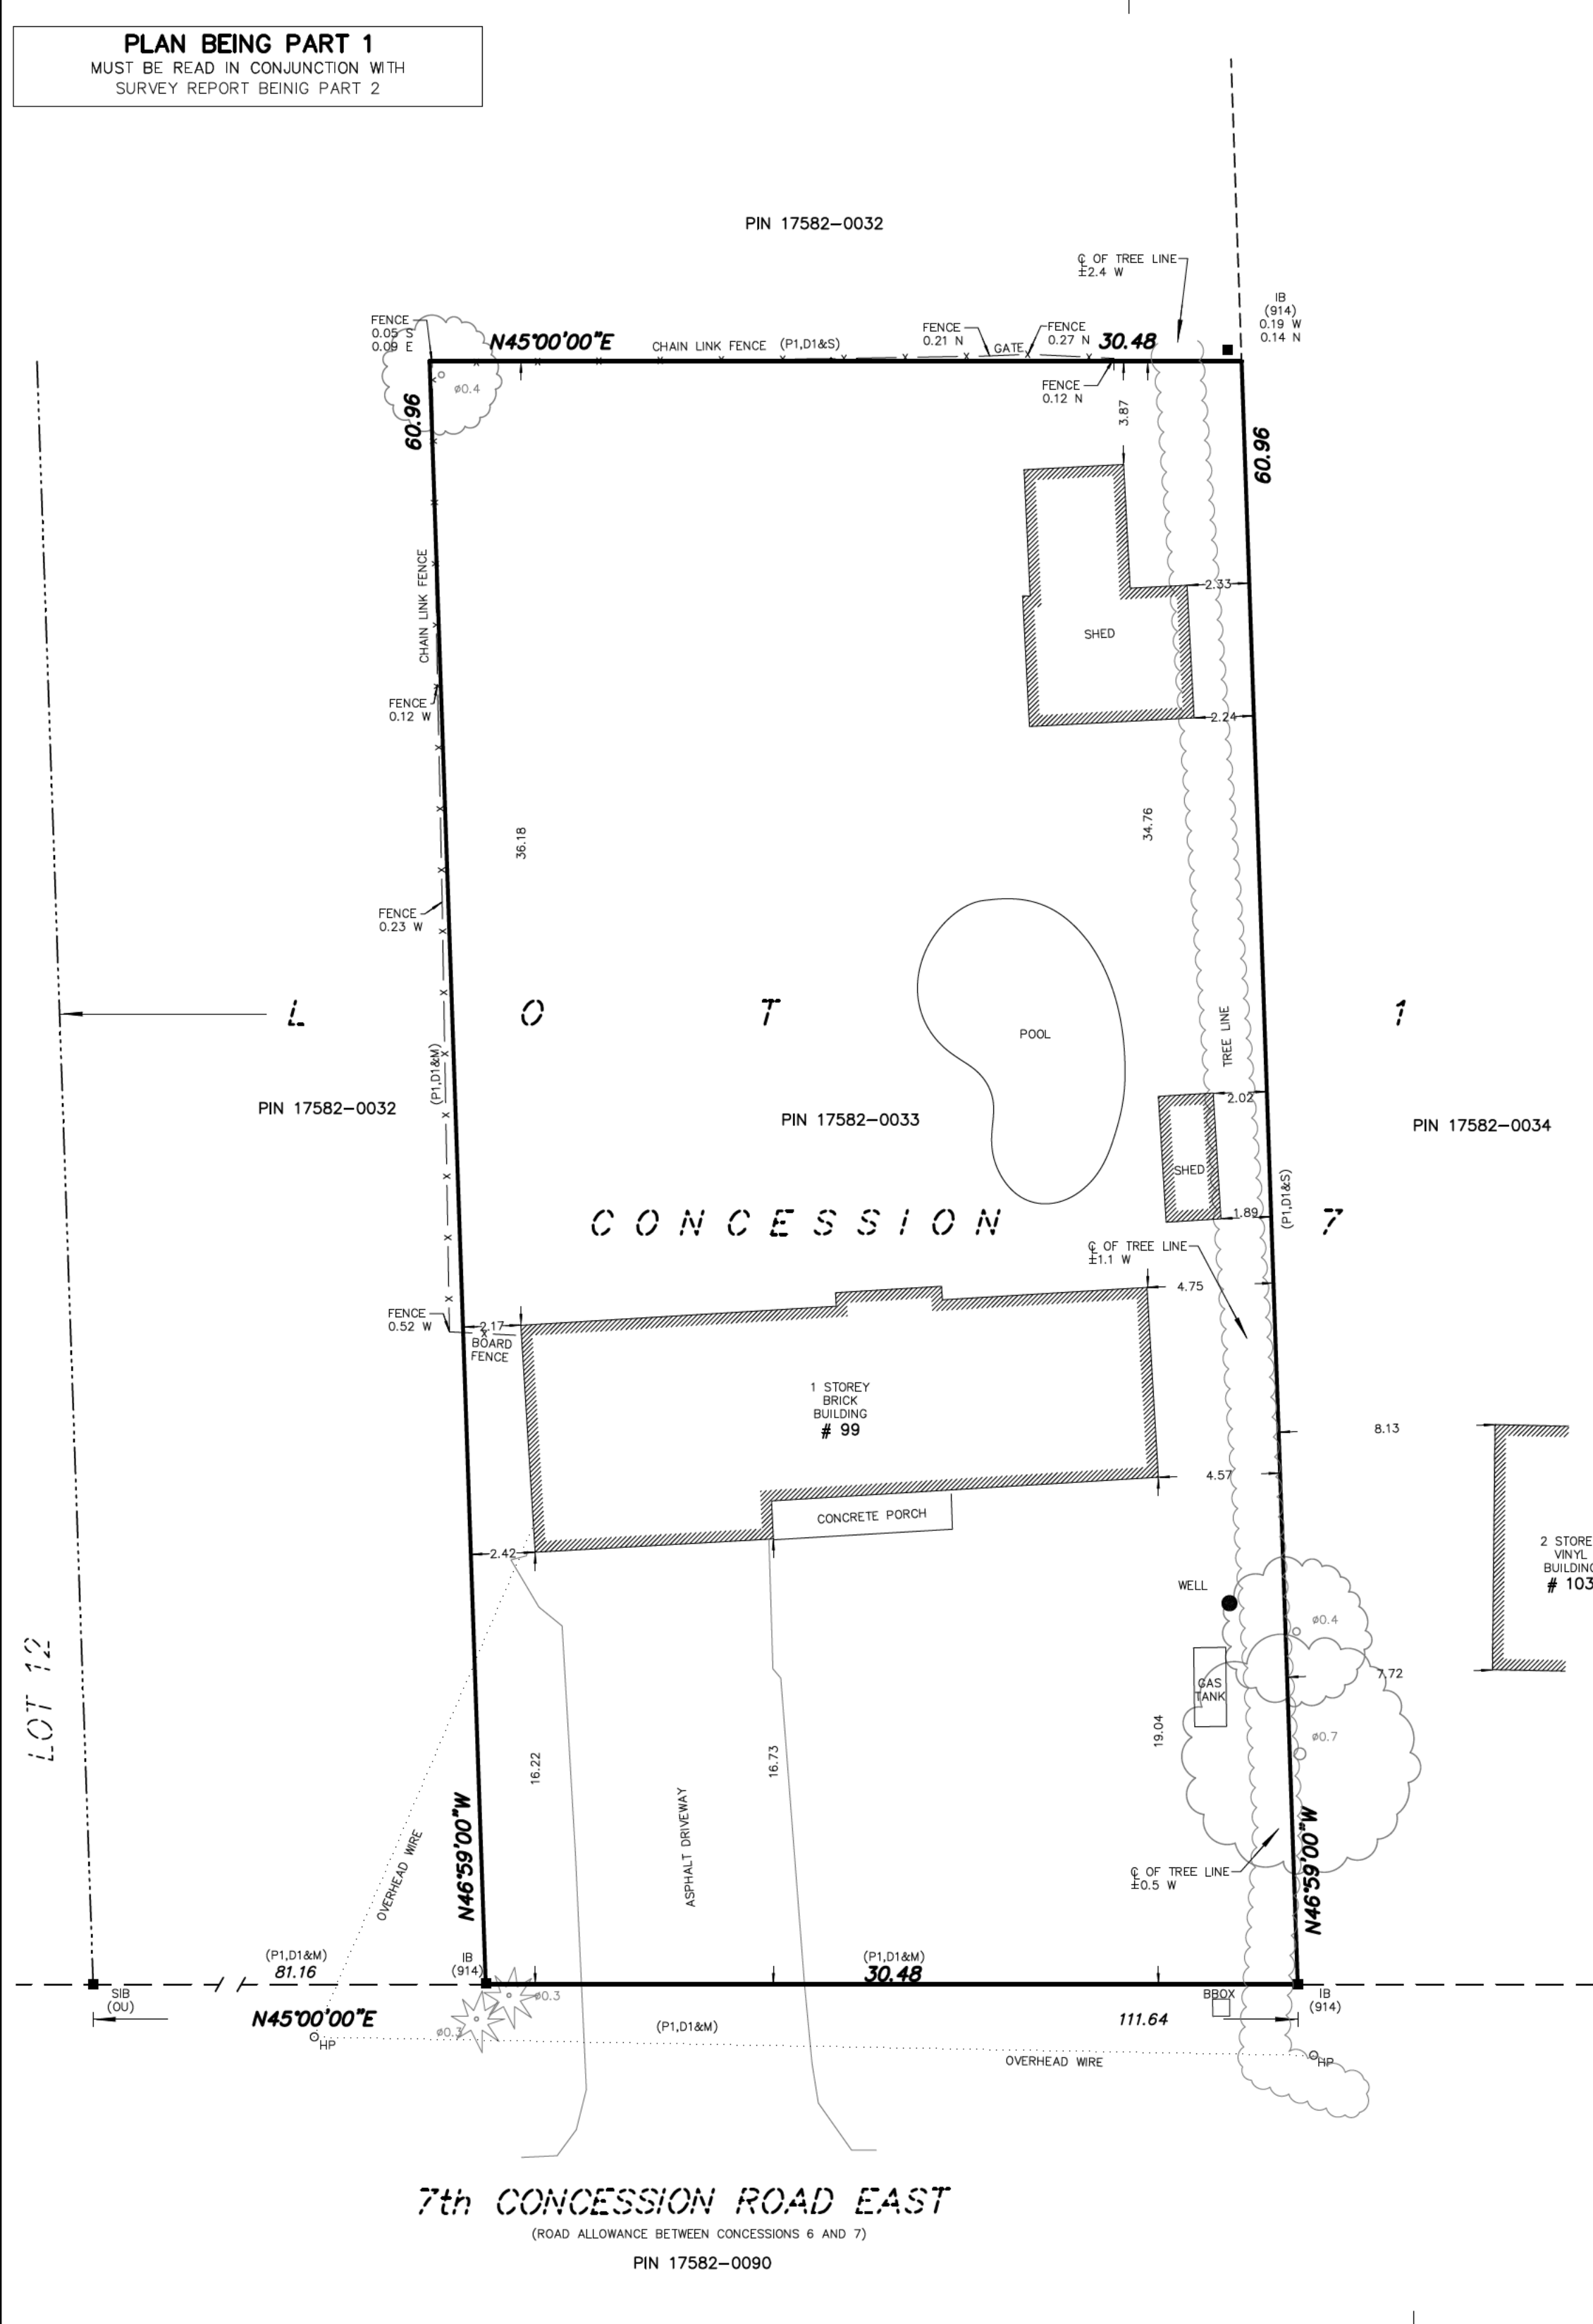 PLAN BEING PART 1
MUST BE READ IN CONJUNCTION WITH
SURVEY REPORT BEINIG PART 2
PIN 17582-0032
℄ OF TREE LINE
±2.4 W
IB
(914)
0.19 W
0.14 N
FENCE
0.05 S
0.09 E
N45°00'00"E
CHAIN LINK FENCE (P1,D1&S)
FENCE
0.21 N
GATE
FENCE
0.27 N
30.48
FENCE
0.12 N
ø0.4
60.96
3.87
60.96
CHAIN LINK FENCE
2.33
SHED
2.24
FENCE
0.12 W
36.18
34.76
FENCE
0.23 W
L O T 1
POOL
TREE LINE
(P1,D1&M)
PIN 17582-0032
PIN 17582-0033
2.02
PIN 17582-0034
SHED
1.89
(P1,D1&S)
CONCESSION 7
℄ OF TREE LINE
±1.1 W
4.75
FENCE
0.52 W
2.17
BOARD
FENCE
1 STOREY
BRICK
BUILDING
# 99
8.13
4.57
CONCRETE PORCH
2.42
2 STORE
VINYL
BUILDING
# 103
WELL
ø0.4
LOT 12
GAS
TANK
7.72
ø0.7
16.22
16.73
19.04
ASPHALT DRIVEWAY
OVERHEAD WIRE
N46°59'00"W
℄ OF TREE LINE
±0.5 W
N46°59'00"W
(P1,D1&M)
81.16
IB
(914)
(P1,D1&M)
30.48
SIB
(OU)
ø0.3
BBOX
IB
(914)
N45°00'00"E
ø0.3
(P1,D1&M)
111.64
HP
OVERHEAD WIRE
HP
7th CONCESSION ROAD EAST
(ROAD ALLOWANCE BETWEEN CONCESSIONS 6 AND 7)
PIN 17582-0090